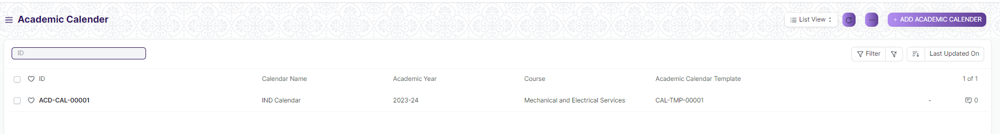 Academic Calender
List View
+ ADD ACADEMIC CALENDER
ID
Filter
Last Updated On
ID Calendar Name Academic Year Course Academic Calendar Template 1 of 1
ACD-CAL-00001 IND Calendar 2023-24 Mechanical and Electrical Services CAL-TMP-00001 - 0